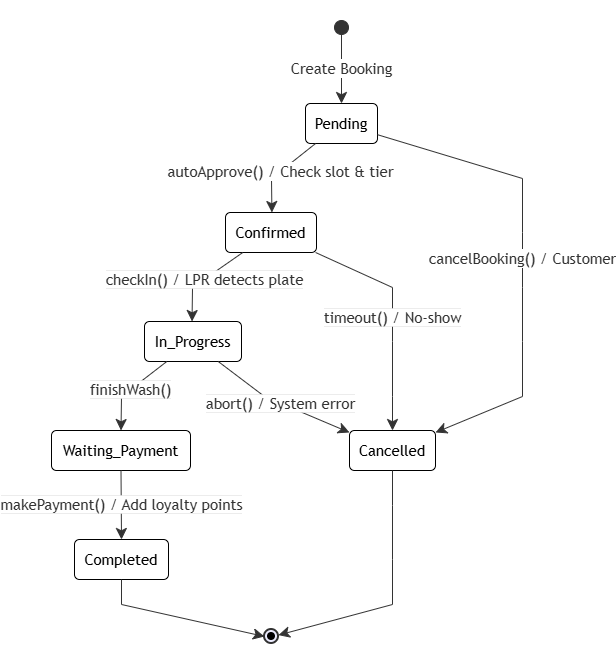 Create Booking
Pending
autoApprove() / Check slot & tier
Confirmed
cancelBooking() / Customer
checkIn() / LPR detects plate
timeout() / No-show
In_Progress
finishWash()
abort() / System error
Waiting_Payment
Cancelled
makePayment() / Add loyalty points
Completed